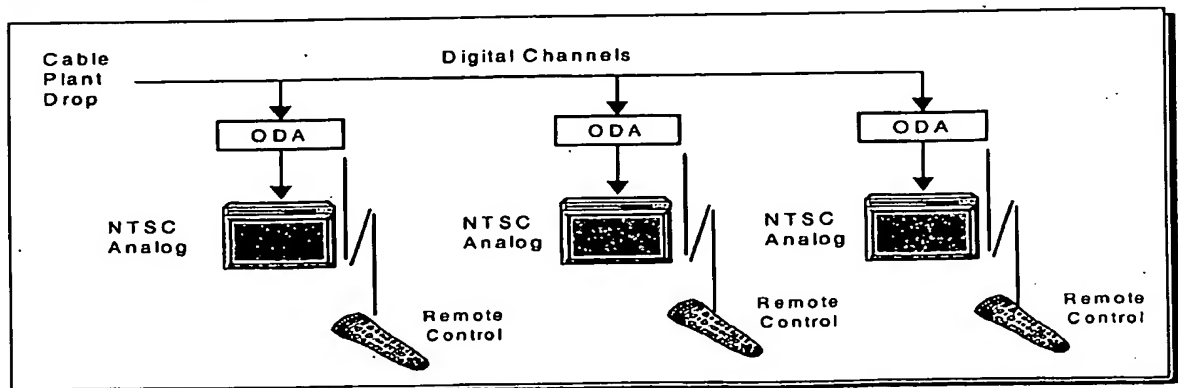 Cable
Plant
Drop
Digital Channels
ODA
ODA
ODA
NTSC
Analog
NTSC
Analog
NTSC
Analog
Remote
Control
Remote
Control
Remote
Control